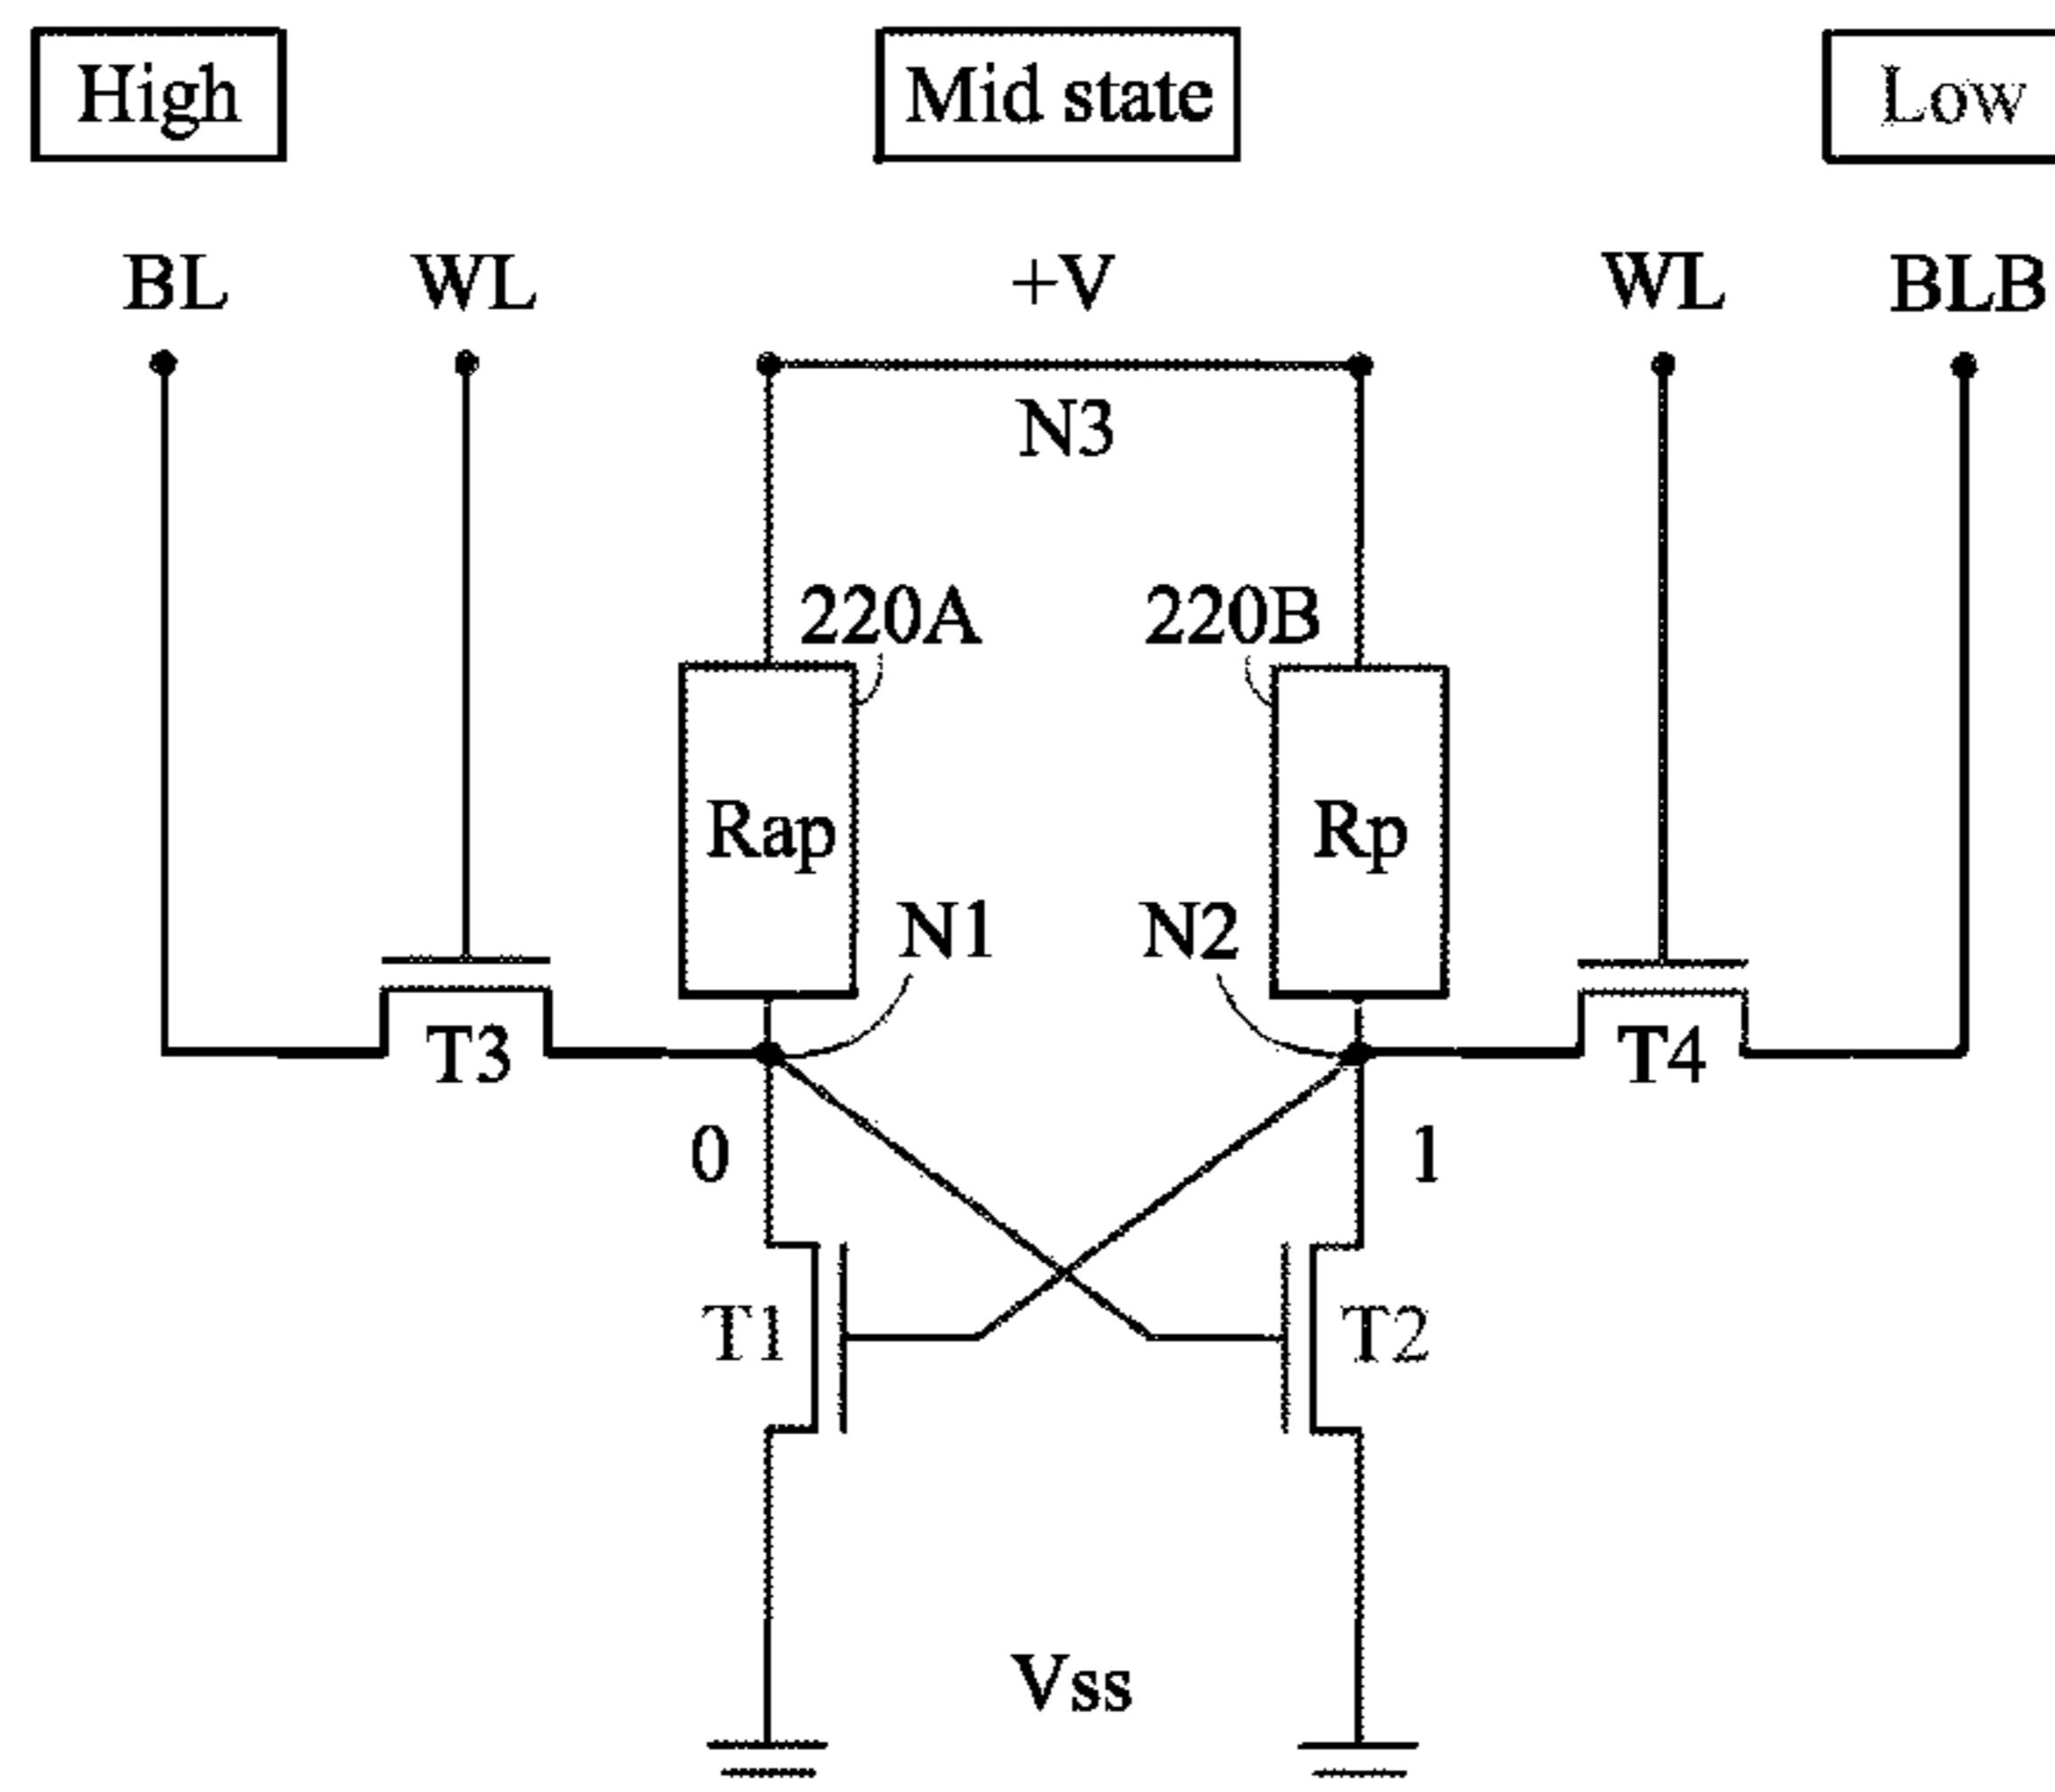 High Mid state Low
BL WL +V WL BLB
N3
220A 220B
Rap Rp
N1 N2
T3 T4
0 1
T1 T2
Vss